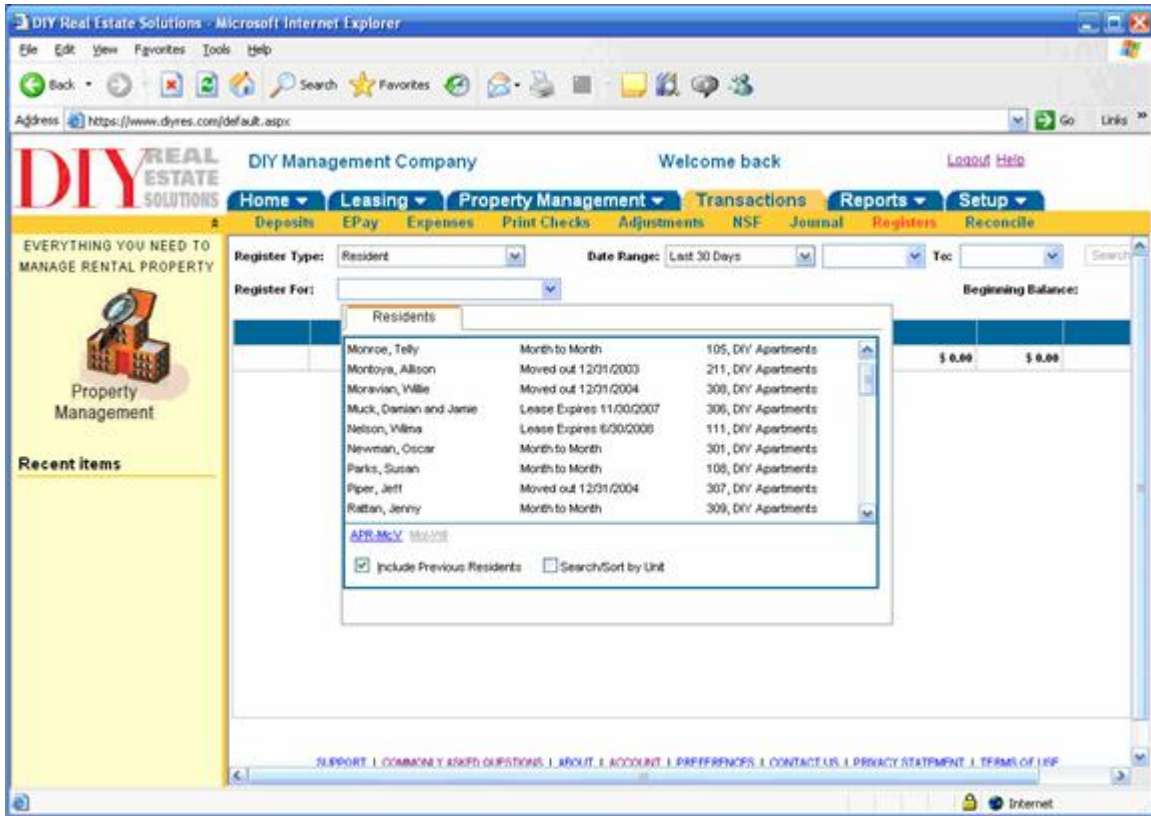 DIY Real Estate Solutions - Microsoft Internet Explorer
File Edit View Favorites Tools Help
Back Search Favorites
Address https://www.diyres.com/default.aspx Go Links »
DIY REAL ESTATE SOLUTIONS
DIY Management Company Welcome back Logout Help
Home Leasing Property Management Transactions Reports Setup
Deposits EPay Expenses Print Checks Adjustments NSF Journal Registers Reconcile
EVERYTHING YOU NEED TO
MANAGE RENTAL PROPERTY
Property
Management
Recent items
Register Type: Resident Date Range: Last 30 Days To: Search
Register For: Beginning Balance:
$ 0.00 $ 0.00
Residents
Monroe, Telly Month to Month 105, DIY Apartments
Montoya, Allison Moved out 12/31/2003 211, DIY Apartments
Moravian, Willie Moved out 12/31/2004 308, DIY Apartments
Muck, Damian and Jamie Lease Expires 11/30/2007 306, DIY Apartments
Nelson, Wilma Lease Expires 6/30/2008 111, DIY Apartments
Newman, Oscar Month to Month 301, DIY Apartments
Parks, Susan Month to Month 108, DIY Apartments
Piper, Jeff Moved out 12/31/2004 307, DIY Apartments
Rattan, Jenny Month to Month 309, DIY Apartments
APR-McV
Include Previous Residents Search/Sort by Unit
SUPPORT | COMMONLY ASKED QUESTIONS | ABOUT | ACCOUNT | PREFERENCES | CONTACT US | PRIVACY STATEMENT | TERMS OF USE
Internet